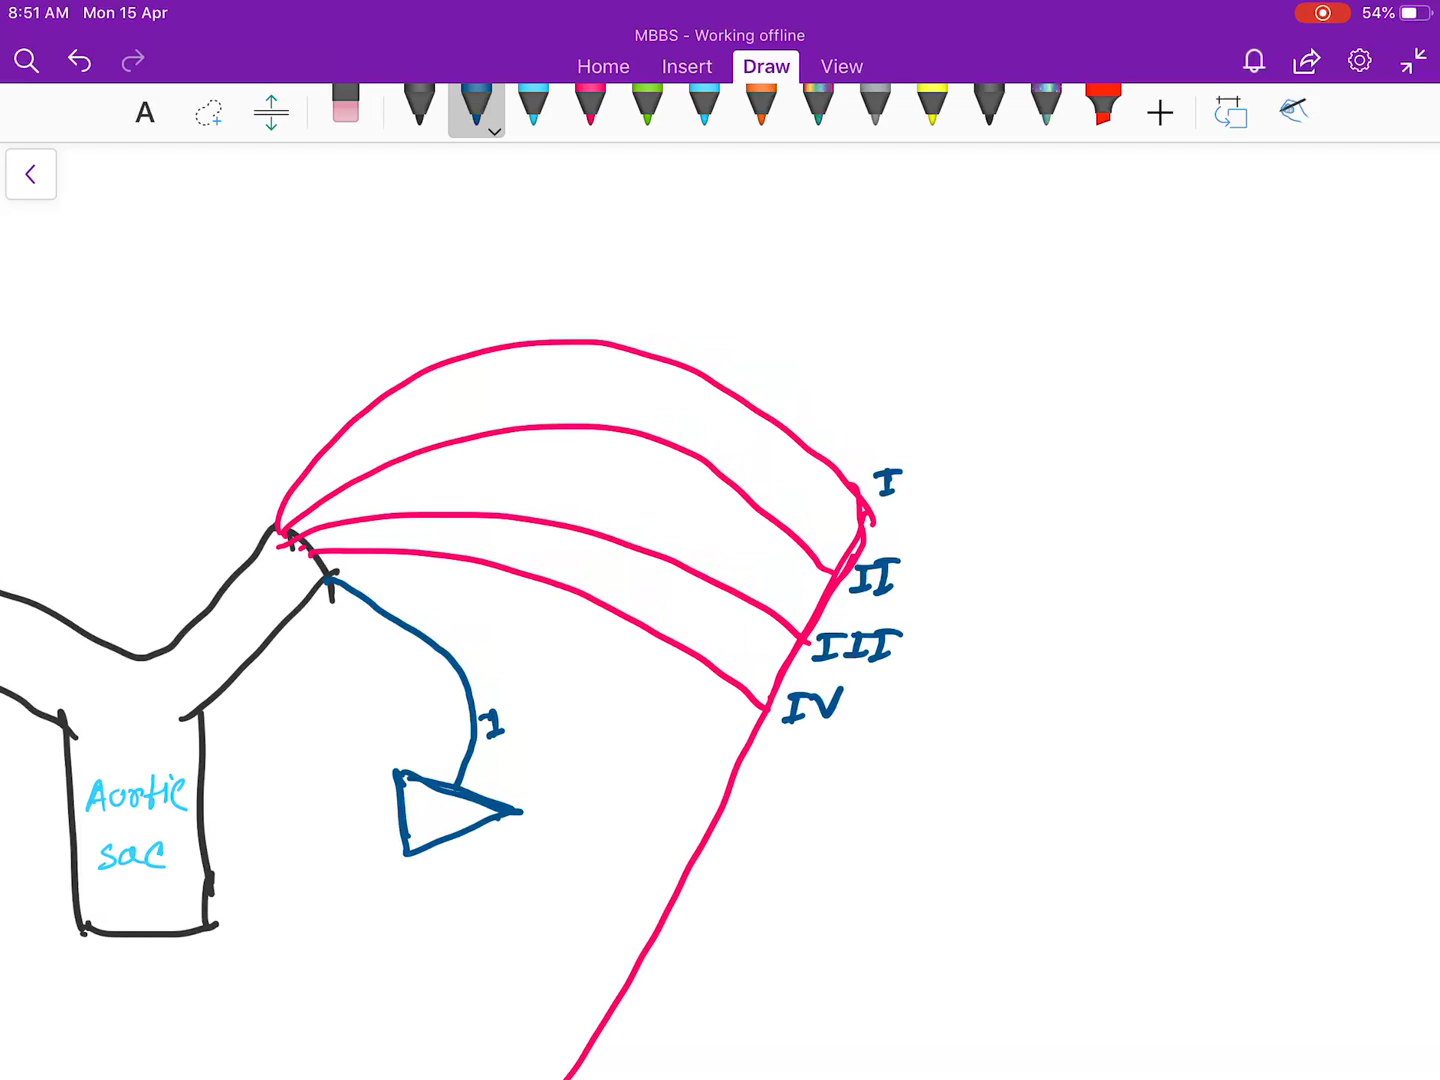 8:51 AM Mon 15 Apr
54%
MBBS - Working offline
Home Insert Draw View
A
I
II
III
IV
1
Aortic
sac